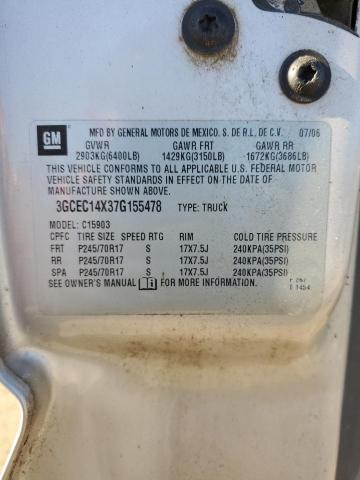 GM
MFD BY GENERAL MOTORS DE MEXICO. S. DE R.L. DE C.V. 07/06
GVWR GAWR FRT GAWR RR
2903KG(6400LB) 1429KG(3150LB) 1672KG(3686LB)
THIS VEHICLE CONFORMS TO ALL APPLICABLE U.S. FEDERAL MOTOR
VEHICLE SAFETY STANDARDS IN EFFECT ON THE DATE OF
MANUFACTURE SHOWN ABOVE.
3GCEC14X37G155478 TYPE: TRUCK
MODEL: C15903
CPFC TIRE SIZE SPEED RTG RIM COLD TIRE PRESSURE
FRT P245/70R17 S 17X7.5J 240KPA(35PSI)
RR P245/70R17 S 17X7.5J 240KPA(35PSI)
SPA P245/70R17 S 17X7.5J 240KPA(35PSI)
SEE OWNER'S MANUAL FOR MORE INFORMATION.
1454